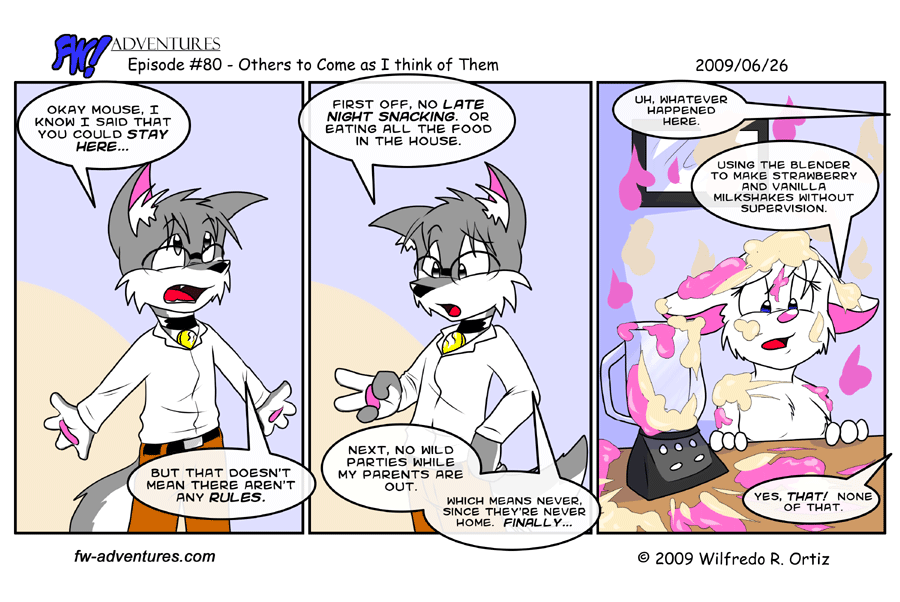 FW! ADVENTURES
Episode #80 - Others to Come as I think of Them
2009/06/26
OKAY MOUSE, I
KNOW I SAID THAT
YOU COULD STAY
HERE...
BUT THAT DOESN'T
MEAN THERE AREN'T
ANY RULES.
FIRST OFF, NO LATE
NIGHT SNACKING. OR
EATING ALL THE FOOD
IN THE HOUSE.
NEXT, NO WILD
PARTIES WHILE
MY PARENTS ARE
OUT.
WHICH MEANS NEVER,
SINCE THEY'RE NEVER
HOME. FINALLY...
UH, WHATEVER
HAPPENED
HERE.
USING THE BLENDER
TO MAKE STRAWBERRY
AND VANILLA
MILKSHAKES WITHOUT
SUPERVISION.
YES, THAT! NONE
OF THAT.
fw-adventures.com
© 2009 Wilfredo R. Ortiz